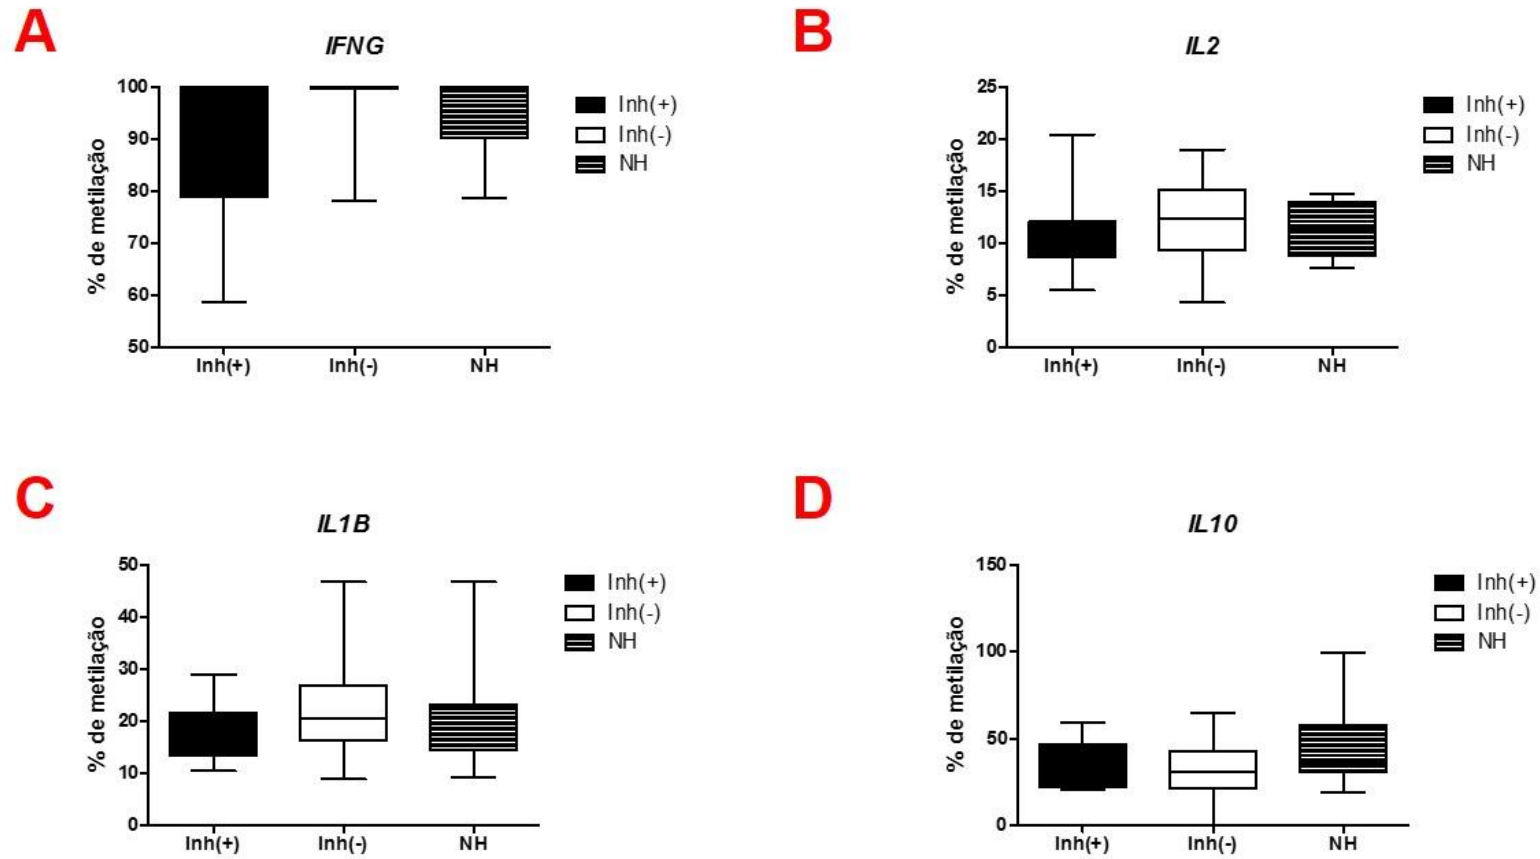 A
IFNG
% de metilação
100
90
80
70
60
50
Inh(+)
Inh(-)
NH
Inh(+)
Inh(-)
NH
B
IL2
% de metilação
25
20
15
10
5
0
Inh(+)
Inh(-)
NH
Inh(+)
Inh(-)
NH
C
IL1B
% de metilação
50
40
30
20
10
0
Inh(+)
Inh(-)
NH
Inh(+)
Inh(-)
NH
D
IL10
% de metilação
150
100
50
0
Inh(+)
Inh(-)
NH
Inh(+)
Inh(-)
NH